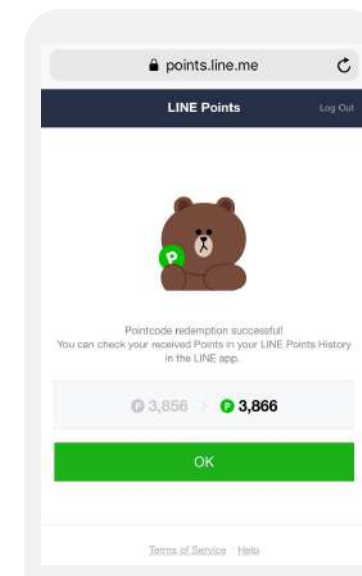 points.line.me
LINE Points Log Out
Pointcode redemption successful!
You can check your received Points in your LINE Points History
in the LINE app.
P 3,856 > P 3,866
OK
Terms of Service Help